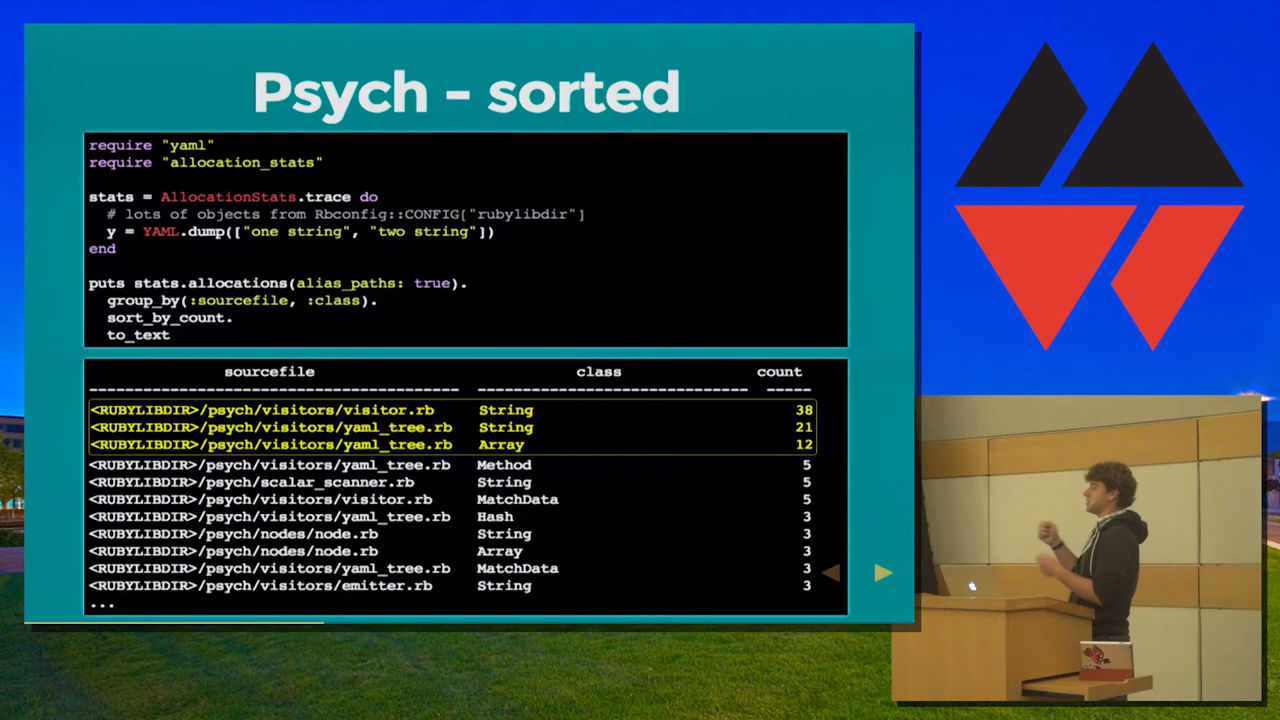 Psych - sorted
require "yaml"
require "allocation_stats"
stats = AllocationStats.trace do
# lots of objects from Rbconfig::CONFIG["rubylibdir"]
y = YAML.dump(["one string", "two string"])
end
puts stats.allocations(alias_paths: true).
group_by(:sourcefile, :class).
sort_by_count.
to_text
sourcefile class count
----------------------------------------- ------------------------------ -----
<RUBYLIBDIR>/psych/visitors/visitor.rb String 38
<RUBYLIBDIR>/psych/visitors/yaml_tree.rb String 21
<RUBYLIBDIR>/psych/visitors/yaml_tree.rb Array 12
<RUBYLIBDIR>/psych/visitors/yaml_tree.rb Method 5
<RUBYLIBDIR>/psych/scalar_scanner.rb String 5
<RUBYLIBDIR>/psych/visitors/visitor.rb MatchData 5
<RUBYLIBDIR>/psych/visitors/yaml_tree.rb Hash 3
<RUBYLIBDIR>/psych/nodes/node.rb String 3
<RUBYLIBDIR>/psych/nodes/node.rb Array 3
<RUBYLIBDIR>/psych/visitors/yaml_tree.rb MatchData 3
<RUBYLIBDIR>/psych/visitors/emitter.rb String 3
...